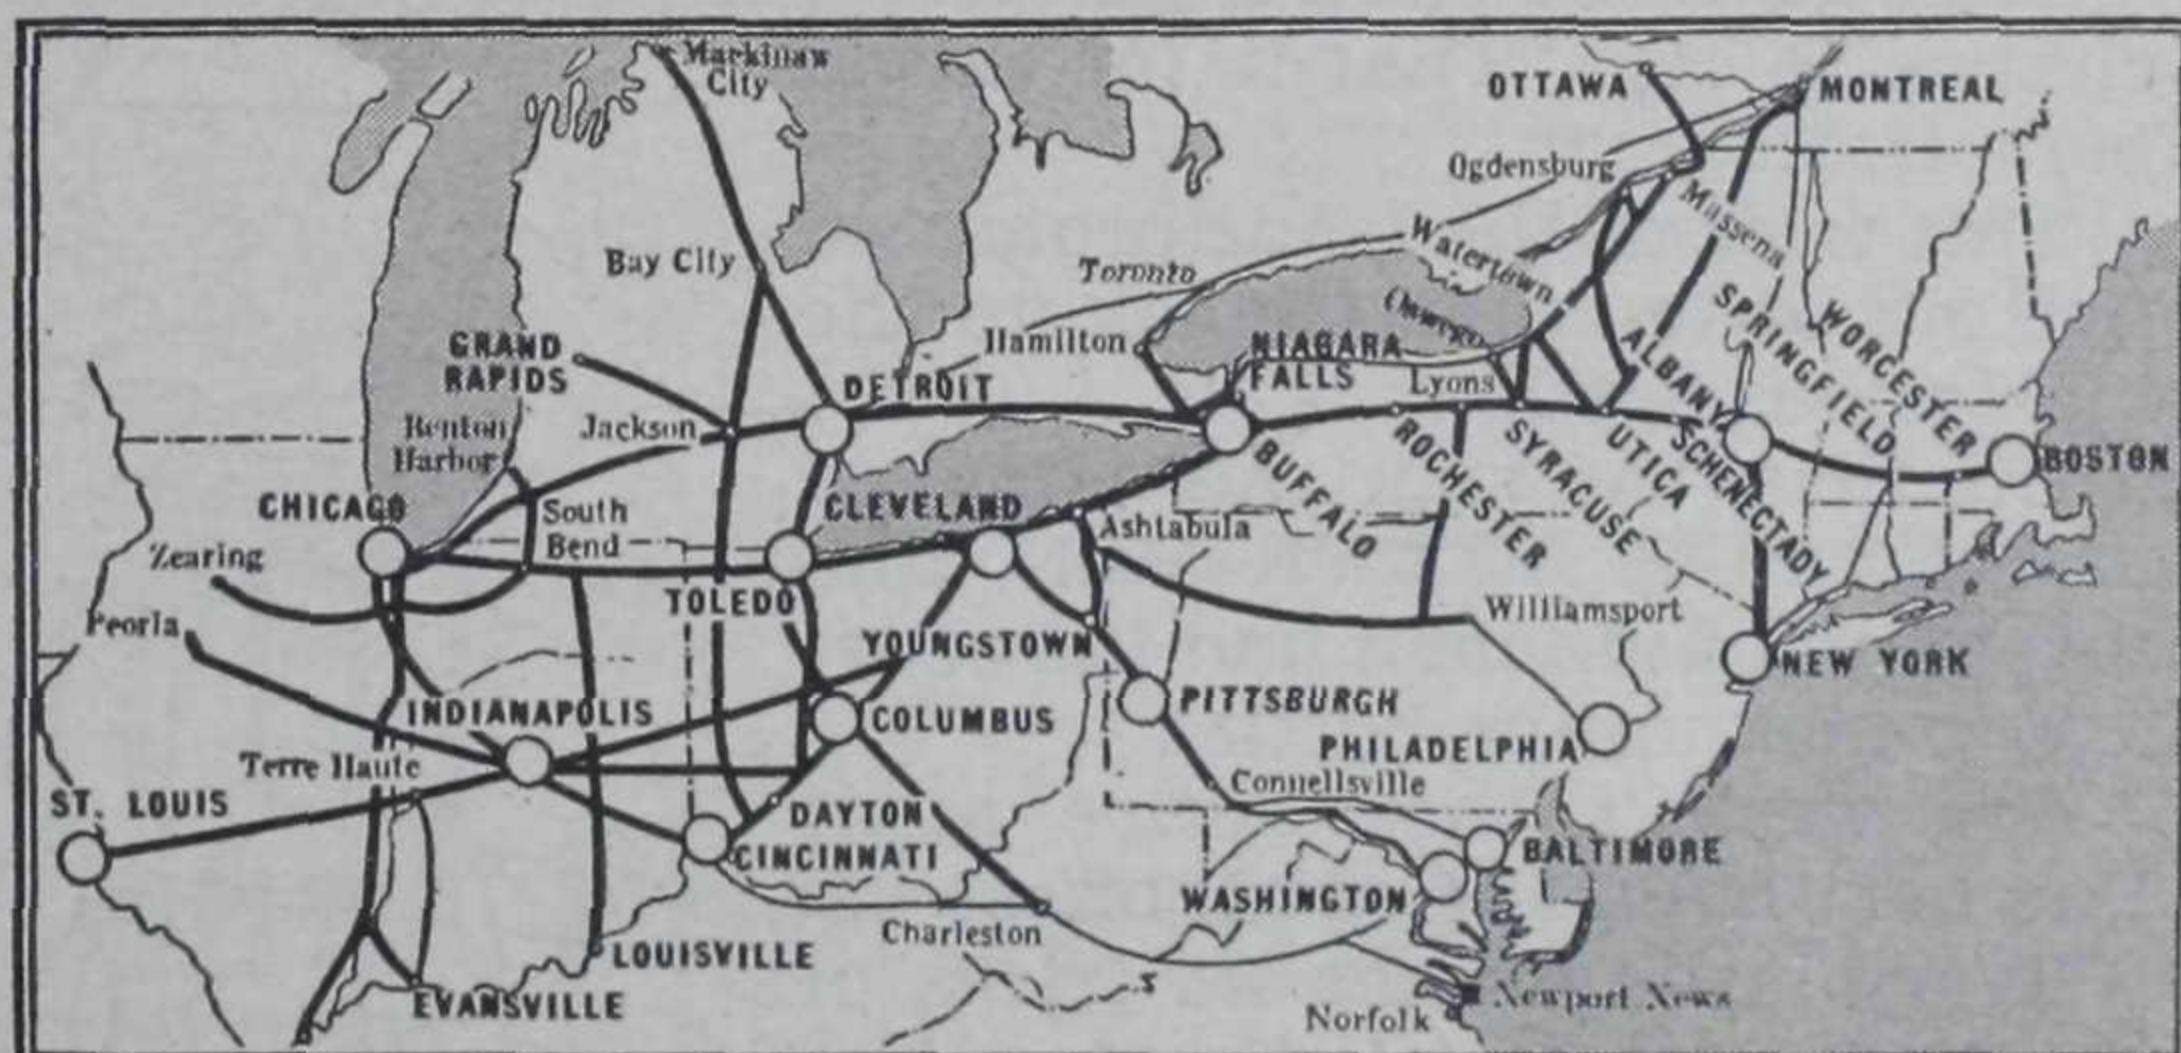 Mackinaw
City
OTTAWA
MONTREAL
Ogdensburg
Massena
Watertown
Bay City
Toronto
Oswego
Hamilton
GRAND
RAPIDS
DETROIT
NIAGARA
FALLS
Lyons
ALBANY
SPRINGFIELD
WORCESTER
Benton
Harbor
Jackson
BUFFALO
ROCHESTER
SYRACUSE
UTICA
SCHENECTADY
BOSTON
CHICAGO
South
Bend
CLEVELAND
Ashtabula
Zearing
TOLEDO
Peoria
YOUNGSTOWN
Williamsport
NEW YORK
INDIANAPOLIS
COLUMBUS
PITTSBURGH
PHILADELPHIA
Terre Haute
Connellsville
ST. LOUIS
DAYTON
CINCINNATI
BALTIMORE
WASHINGTON
Charleston
LOUISVILLE
EVANSVILLE
Newport News
Norfolk